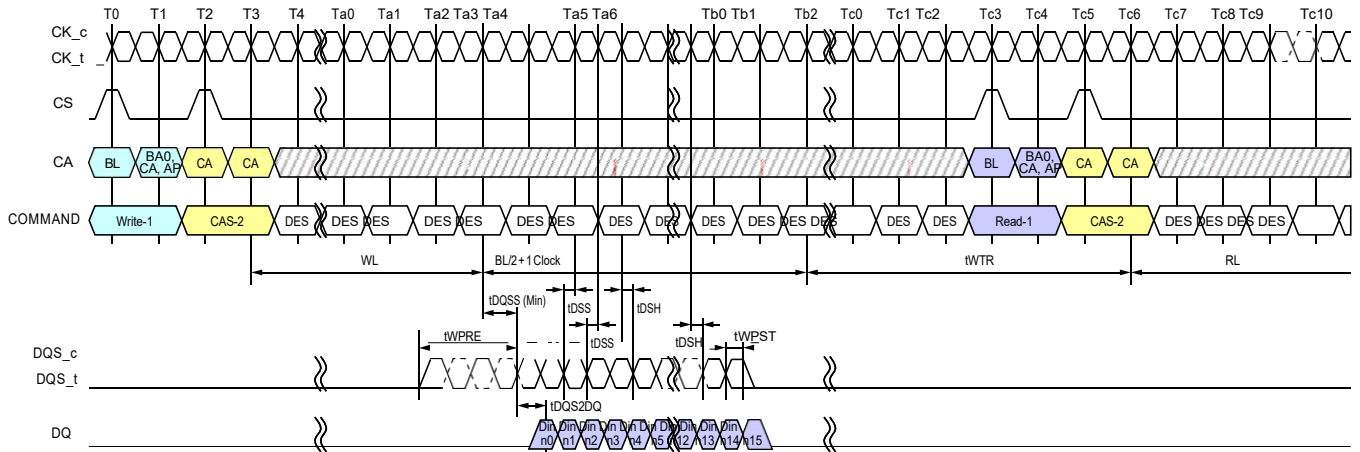 T0 T1 T2 T3 T4 Ta0 Ta1 Ta2 Ta3 Ta4 Ta5 Ta6 Tb0 Tb1 Tb2 Tc0 Tc1 Tc2 Tc3 Tc4 Tc5 Tc6 Tc7 Tc8 Tc9 Tc10
CK_c
CK_t
CS
CA BL BA0, CA, AP CA CA BL BA0, CA, AP CA CA
COMMAND Write-1 CAS-2 DES DES DES DES DES DES DES DES DES DES DES DES DES DES DES Read-1 CAS-2 DES DES DES DES
WL BL/2 + 1 Clock tWTR RL
tDQSS (Min) tDSS tDSH
tWPRE tDSS tDSH tWPST
DQS_c
DQS_t
tDQS2DQ
DQ Din Din Din Din Din Din Din Din Din
n0 n1 n2 n3 n4 n5 n12 n13 n14 n15